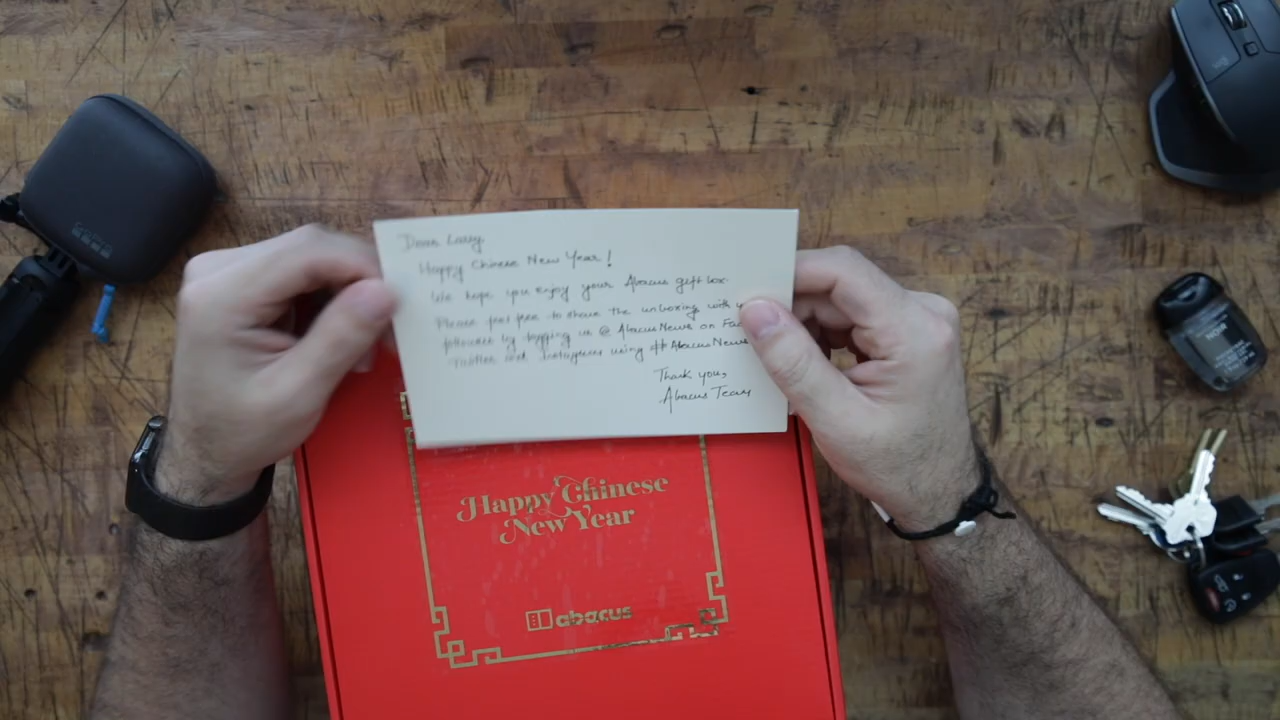 Dear Larry
Happy Chinese New Year!
We hope you enjoy your Abacus gift box.
Please feel free to share the unboxing with
followers by tagging us @ AbacusNews on
Twitter and Instagram using #AbacusNews
Thank you,
Abacus Team
Happy Chinese
New Year
abacus